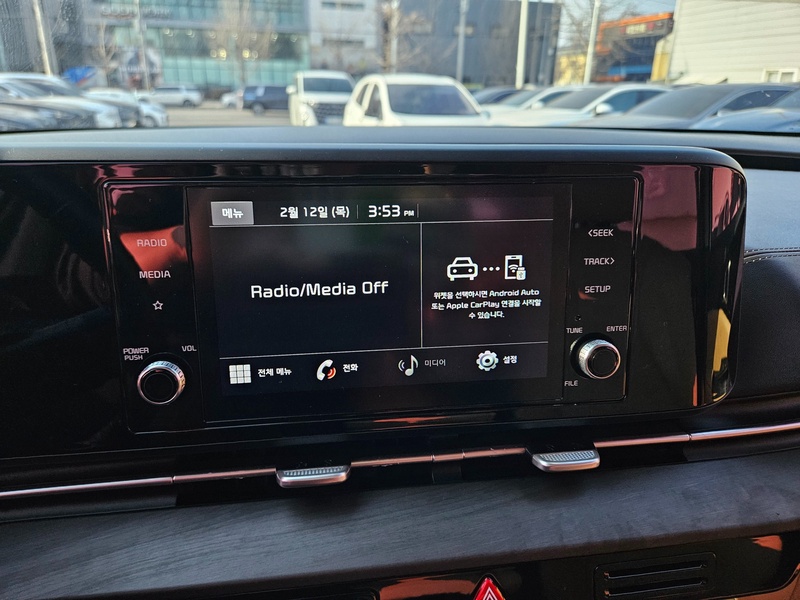 메뉴 2월 12일 (목) 3:53 PM
RADIO
MEDIA
POWER PUSH
VOL
Radio/Media Off
위젯을 선택하시면 Android Auto
또는 Apple CarPlay 연결을 시작할
수 있습니다.
전체 메뉴 전화 미디어 설정
<SEEK
TRACK>
SETUP
TUNE
ENTER
FILE